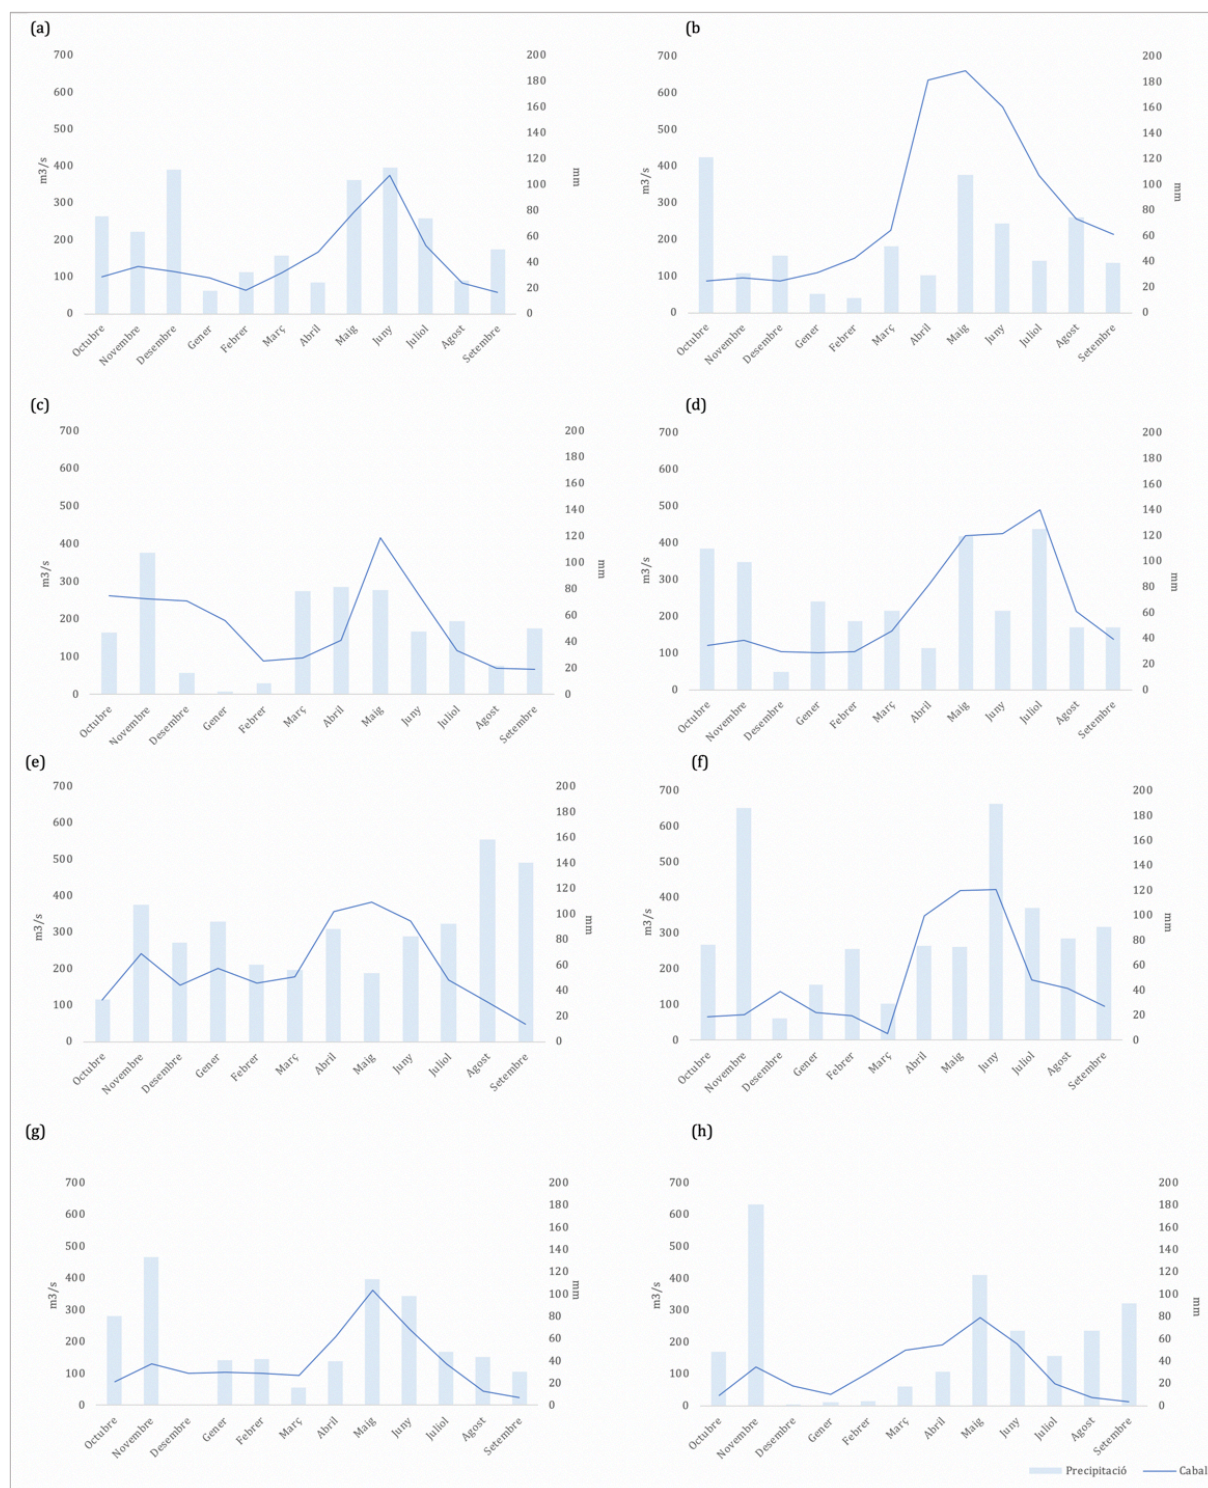 (a)
700
600
500
400
300
200
100
0
m3/s
200
180
160
140
120
100
80
60
40
20
0
mm
Octubre
Novembre
Desembre
Gener
Febrer
Març
Abril
Maig
Juny
Juliol
Agost
Setembre
(b
700
600
500
400
300
200
100
0
m3/s
200
180
160
140
120
100
80
60
40
20
0
mm
Octubre
Novembre
Desembre
Gener
Febrer
Març
Abril
Maig
Juny
Juliol
Agost
Setembre
(c)
700
600
500
400
300
200
100
0
m3/s
200
180
160
140
120
100
80
60
40
20
0
mm
Octubre
Novembre
Desembre
Gener
Febrer
Març
Abril
Maig
Juny
Juliol
Agost
Setembre
(d)
700
600
500
400
300
200
100
0
m3/s
200
180
160
140
120
100
80
60
40
20
0
mm
Octubre
Novembre
Desembre
Gener
Febrer
Març
Abril
Maig
Juny
Juliol
Agost
Setembre
(e)
700
600
500
400
300
200
100
0
m3/s
200
180
160
140
120
100
80
60
40
20
0
mm
Octubre
Novembre
Desembre
Gener
Febrer
Març
Abril
Maig
Juny
Juliol
Agost
Setembre
(f)
700
600
500
400
300
200
100
0
m3/s
200
180
160
140
120
100
80
60
40
20
0
mm
Octubre
Novembre
Desembre
Gener
Febrer
Març
Abril
Maig
Juny
Juliol
Agost
Setembre
(g)
700
600
500
400
300
200
100
0
m3/s
200
180
160
140
120
100
80
60
40
20
0
mm
Octubre
Novembre
Desembre
Gener
Febrer
Març
Abril
Maig
Juny
Juliol
Agost
Setembre
(h)
700
600
500
400
300
200
100
0
m3/s
200
180
160
140
120
100
80
60
40
20
0
mm
Octubre
Novembre
Desembre
Gener
Febrer
Març
Abril
Maig
Juny
Juliol
Agost
Setembre
Precipitació
Cabal